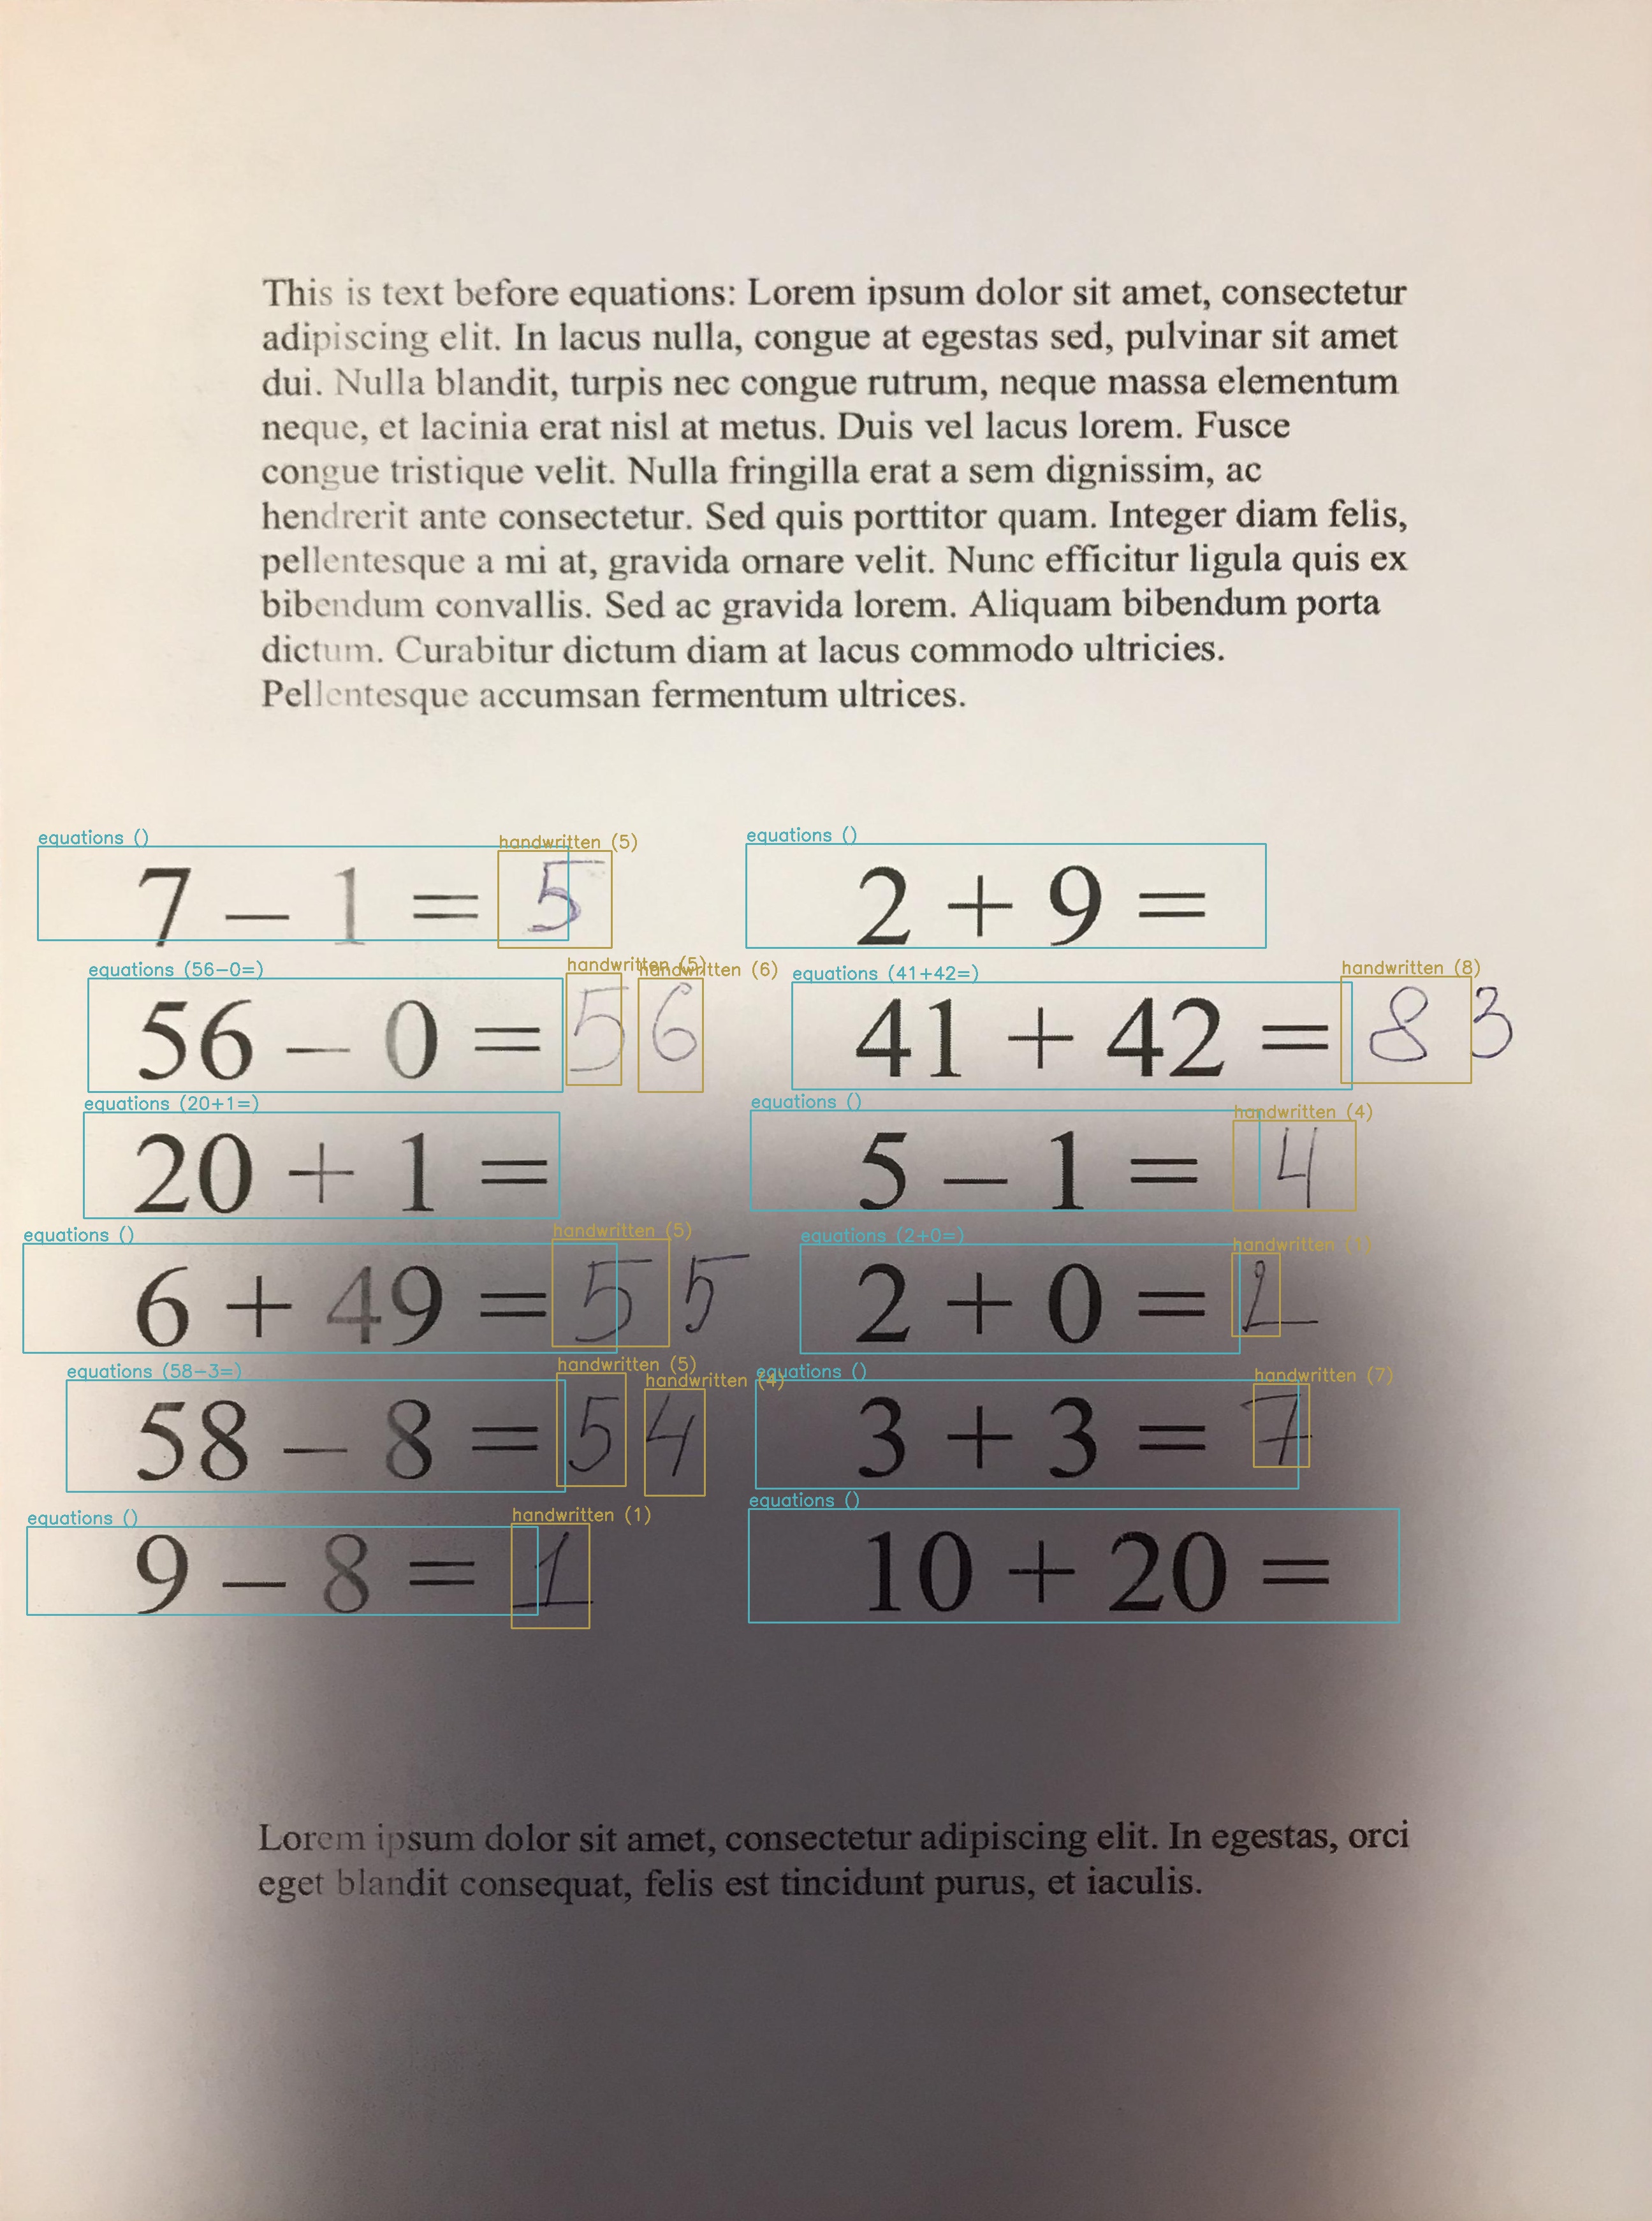 This is text before equations: Lorem ipsum dolor sit amet, consectetur
adipiscing elit. In lacus nulla, congue at egestas sed, pulvinar sit amet
dui. Nulla blandit, turpis nec congue rutrum, neque massa elementum
neque, et lacinia erat nisl at metus. Duis vel lacus lorem. Fusce
congue tristique velit. Nulla fringilla erat a sem dignissim, ac
hendrerit ante consectetur. Sed quis porttitor quam. Integer diam felis,
pellentesque a mi at, gravida ornare velit. Nunc efficitur ligula quis ex
bibendum convallis. Sed ac gravida lorem. Aliquam bibendum porta
dictum. Curabitur dictum diam at lacus commodo ultricies.
Pellentesque accumsan fermentum ultrices.
equations () handwritten (5) equations ()
7 – 1 = 5 2 + 9 =
equations (56-0=) handwritten (5) handwritten (6) equations (41+42=) handwritten (8)
56 – 0 = 56 41 + 42 = 83
equations (20+1=) equations () handwritten (4)
20 + 1 = 5 – 1 = 4
equations () handwritten (5) equations (2+0=) handwritten (1)
6 + 49 = 55 2 + 0 = 2
equations (58-3=) handwritten (5) handwritten (4) equations () handwritten (7)
58 – 8 = 54 3 + 3 = 7
equations () handwritten (1) equations ()
9 – 8 = 1 10 + 20 =
Lorem ipsum dolor sit amet, consectetur adipiscing elit. In egestas, orci
eget blandit consequat, felis est tincidunt purus, et iaculis.